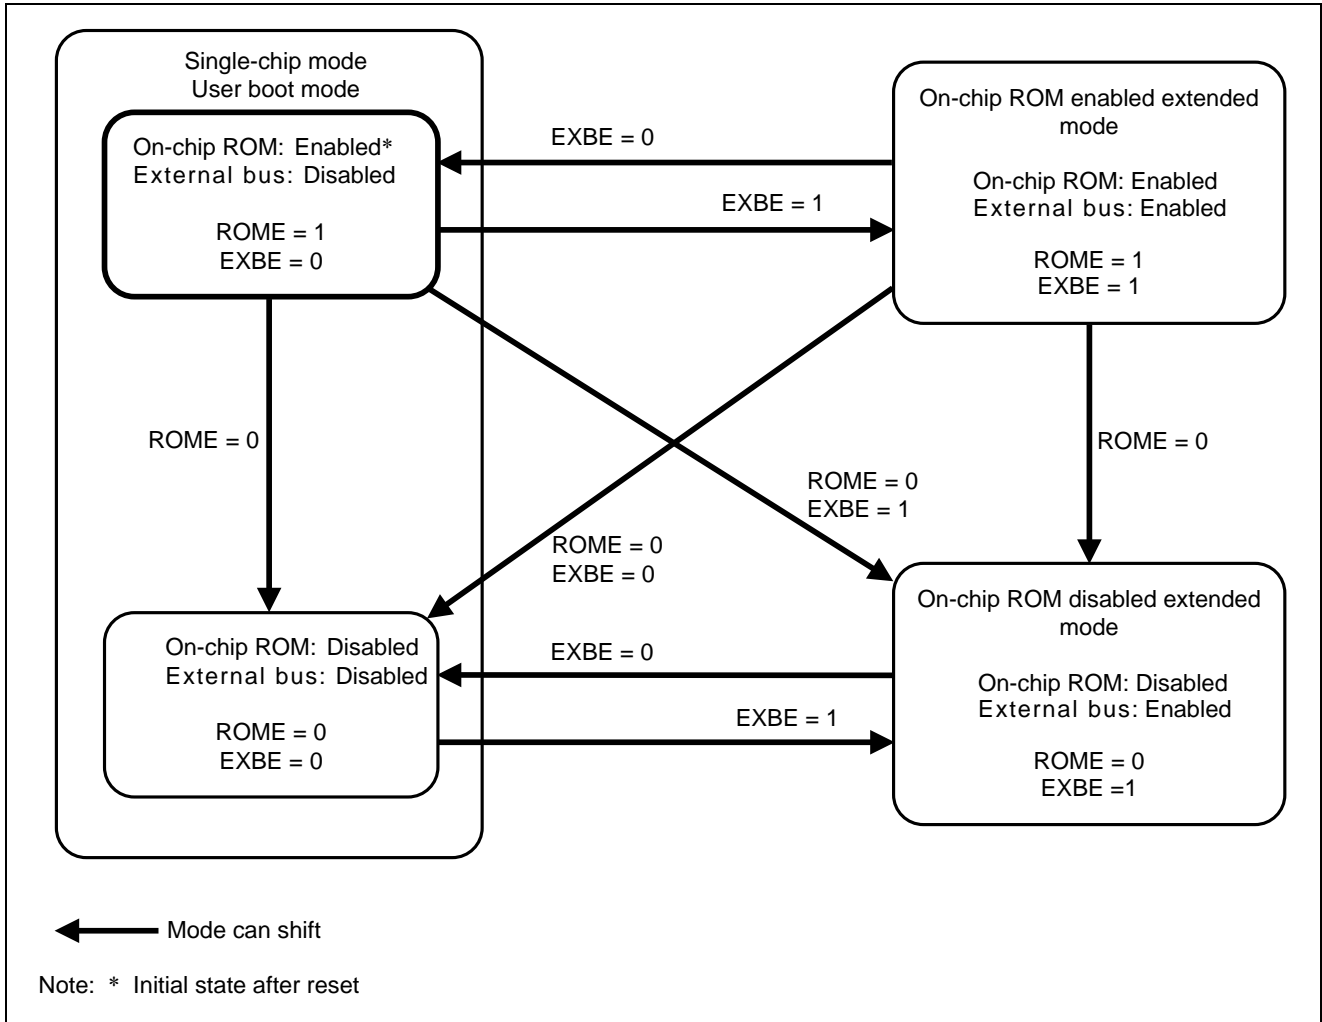 Single-chip mode
User boot mode
On-chip ROM: Enabled*
External bus: Disabled
ROME = 1
EXBE = 0
EXBE = 0
EXBE = 1
On-chip ROM enabled extended
mode
On-chip ROM: Enabled
External bus: Enabled
ROME = 1
EXBE = 1
ROME = 0
ROME = 0
ROME = 0
EXBE = 1
ROME = 0
EXBE = 0
On-chip ROM: Disabled
External bus: Disabled
ROME = 0
EXBE = 0
EXBE = 0
EXBE = 1
On-chip ROM disabled extended
mode
On-chip ROM: Disabled
External bus: Enabled
ROME = 0
EXBE =1
Mode can shift
Note: * Initial state after reset